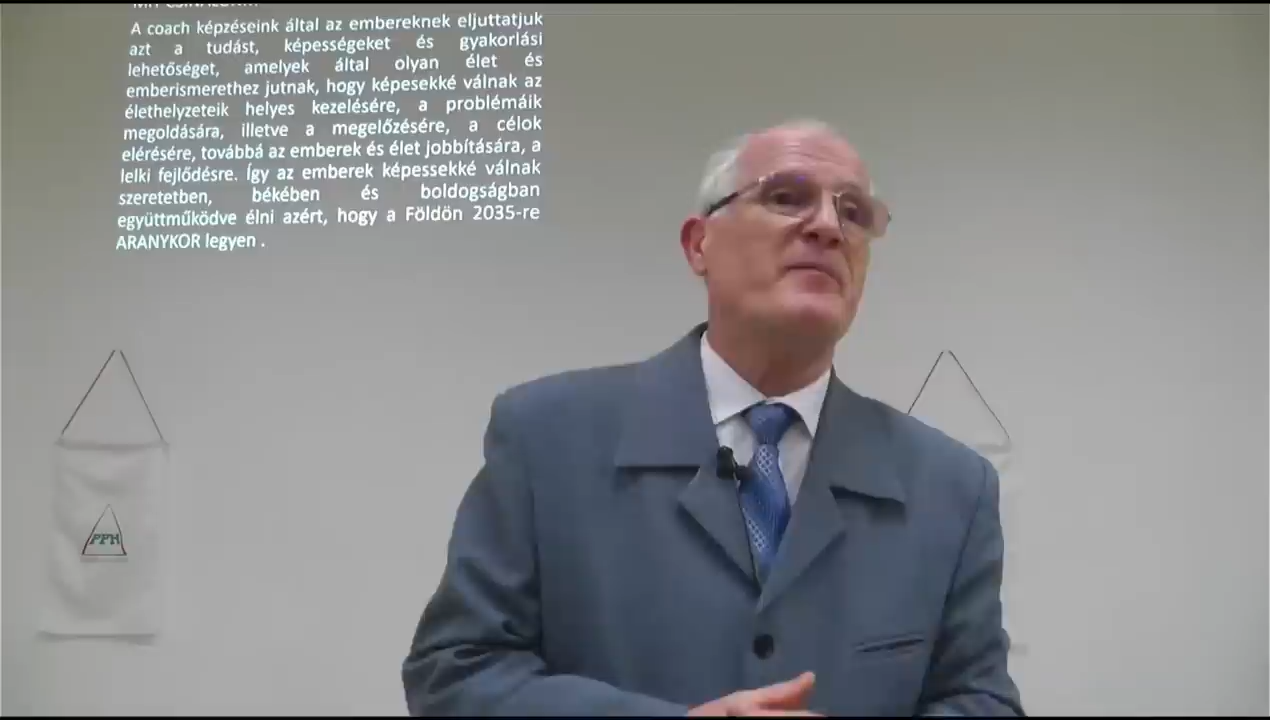 A coach képzéseink által az embereknek eljuttatjuk
azt a tudást, képességeket és gyakorlási
lehetőséget, amelyek által olyan élet és
emberismerethez jutnak, hogy képesekké válnak az
élethelyzeteik helyes kezelésére, a problémáik
megoldására, illetve a megelőzésére, a célok
elérésére, továbbá az emberek és élet jobbítására, a
lelki fejlődésre. Így az emberek képessekké válnak
szeretetben, békében és boldogságban
együttműködve élni azért, hogy a Földön 2035-re
ARANYKOR legyen .
PPH